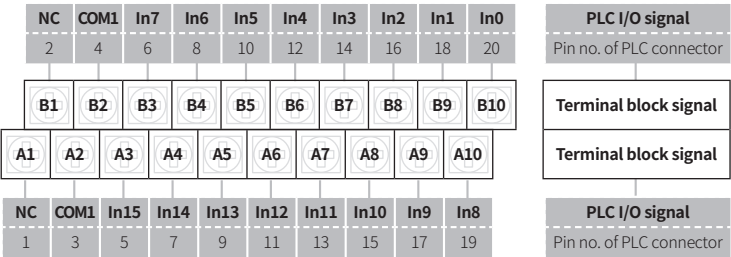 NC COM1 In7 In6 In5 In4 In3 In2 In1 In0 PLC I/O signal
2 4 6 8 10 12 14 16 18 20 Pin no. of PLC connector
B1 B2 B3 B4 B5 B6 B7 B8 B9 B10 Terminal block signal
A1 A2 A3 A4 A5 A6 A7 A8 A9 A10 Terminal block signal
NC COM1 In15 In14 In13 In12 In11 In10 In9 In8 PLC I/O signal
1 3 5 7 9 11 13 15 17 19 Pin no. of PLC connector